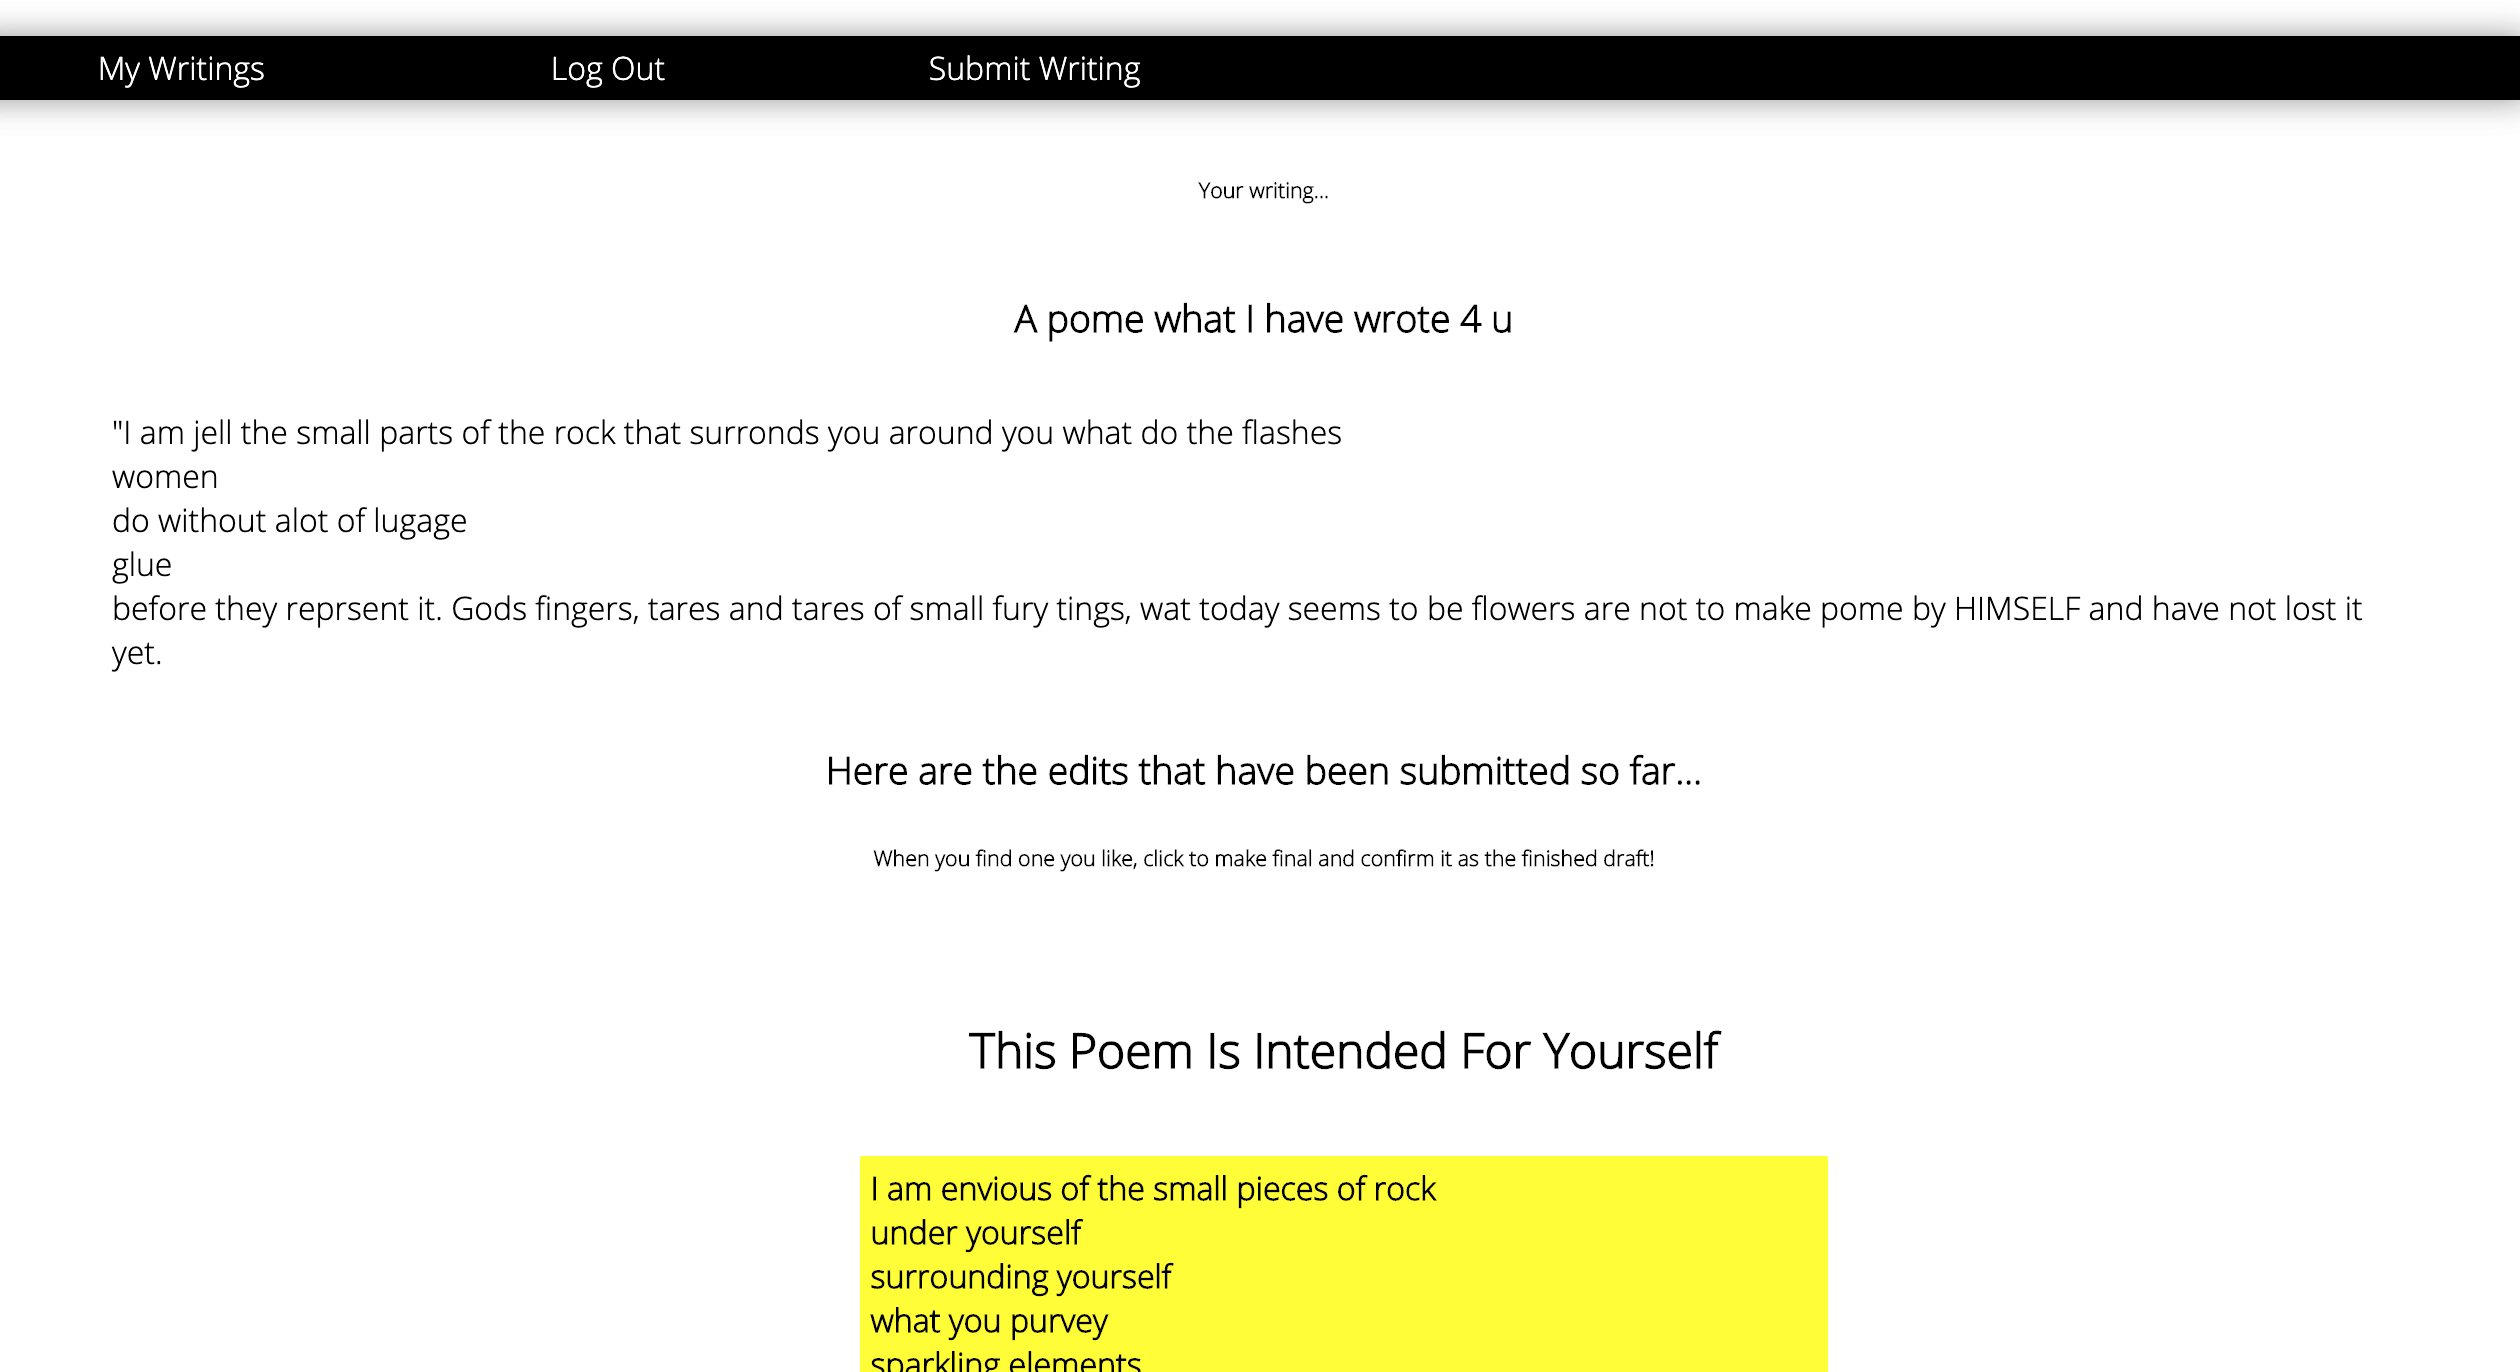 My Writings Log Out Submit Writing
Your writing...
A pome what I have wrote 4 u
"I am jell the small parts of the rock that surronds you around you what do the flashes
women
do without alot of lugage
glue
before they reprsent it. Gods fingers, tares and tares of small fury tings, wat today seems to be flowers are not to make pome by HIMSELF and have not lost it
yet.
Here are the edits that have been submitted so far...
When you find one you like, click to make final and confirm it as the finished draft!
This Poem Is Intended For Yourself
I am envious of the small pieces of rock
under yourself
surrounding yourself
what you purvey
sparkling elements